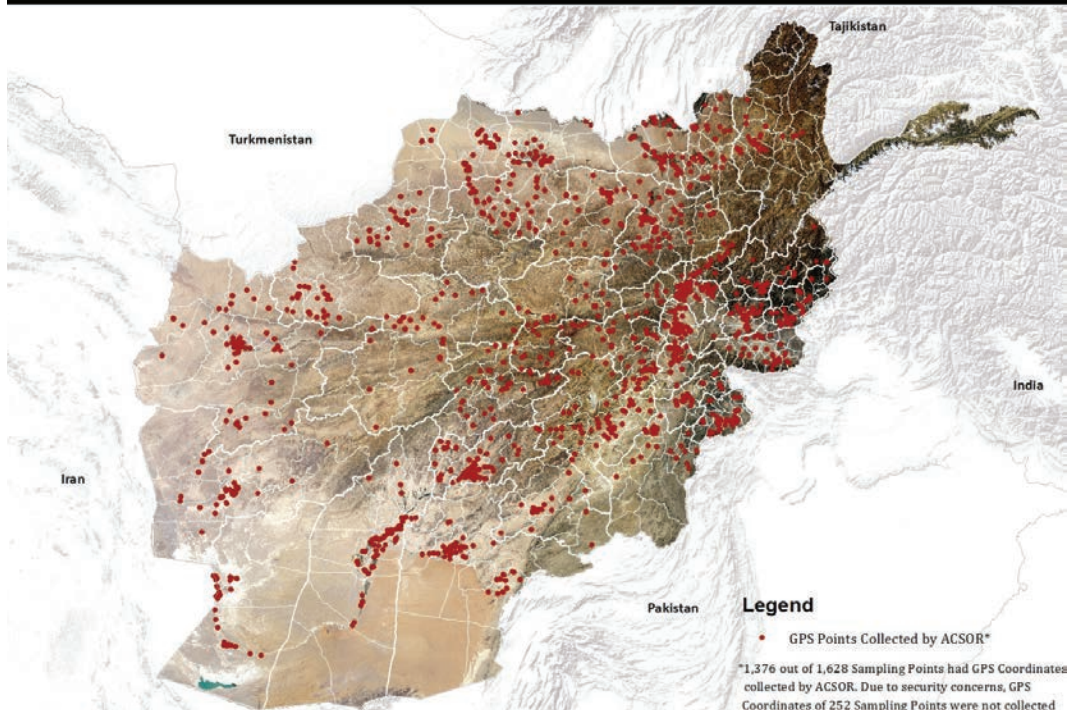 Tajikistan
Turkmenistan
India
Iran
Pakistan
Legend
GPS Points Collected by ACSOR*
*1,376 out of 1,628 Sampling Points had GPS Coordinates
collected by ACSOR. Due to security concerns, GPS
Coordinates of 252 Sampling Points were not collected